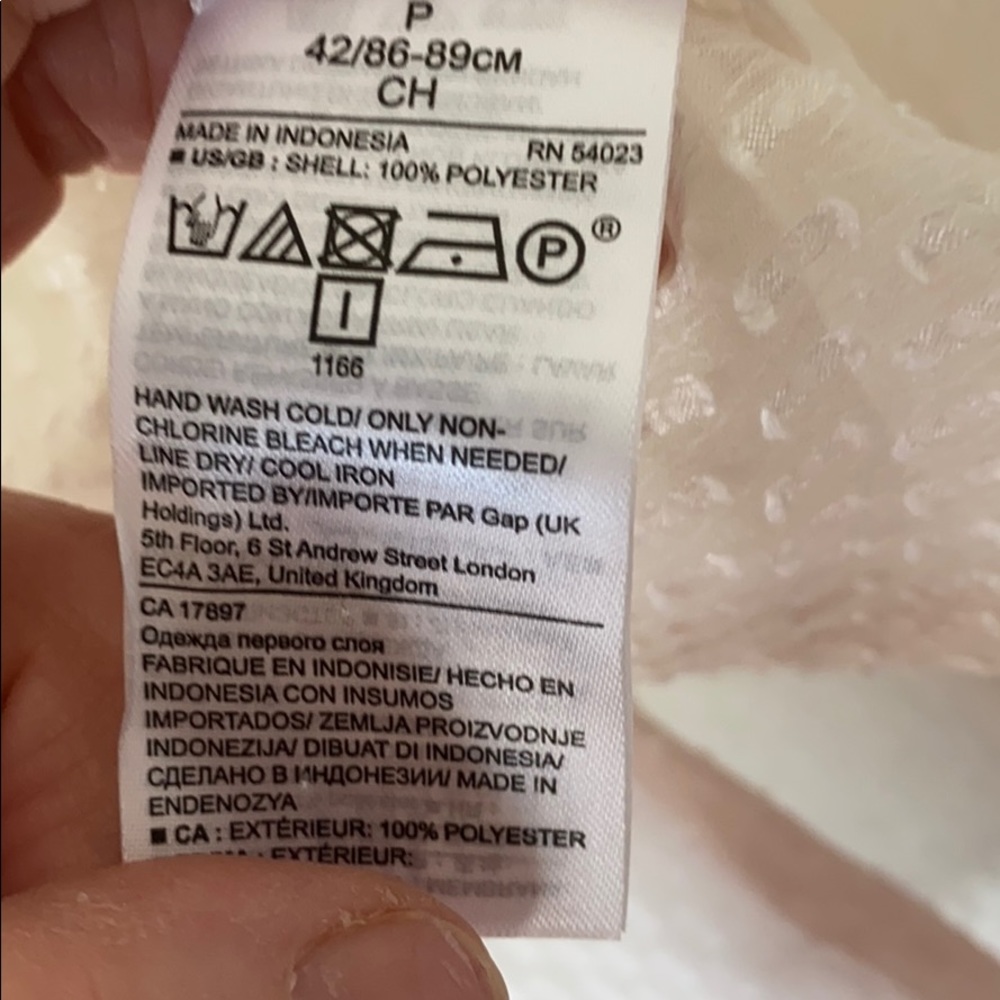 P
42/86-89CM
CH
MADE IN INDONESIA RN 54023
■ US/GB : SHELL: 100% POLYESTER
P ®
1166
HAND WASH COLD/ ONLY NON-
CHLORINE BLEACH WHEN NEEDED/
LINE DRY/ COOL IRON
IMPORTED BY/IMPORTE PAR Gap (UK
Holdings) Ltd.
5th Floor, 6 St Andrew Street London
EC4A 3AE, United Kingdom
CA 17897
Одежда первого слоя
FABRIQUE EN INDONISIE/ HECHO EN
INDONESIA CON INSUMOS
IMPORTADOS/ ZEMLJA PROIZVODNJE
INDONEZIJA/ DIBUAT DI INDONESIA/
СДЕЛАНО В ИНДОНЕЗИИ/ MADE IN
ENDENOZYA
■ CA : EXTÉRIEUR: 100% POLYESTER
: EXTÉRIEUR: